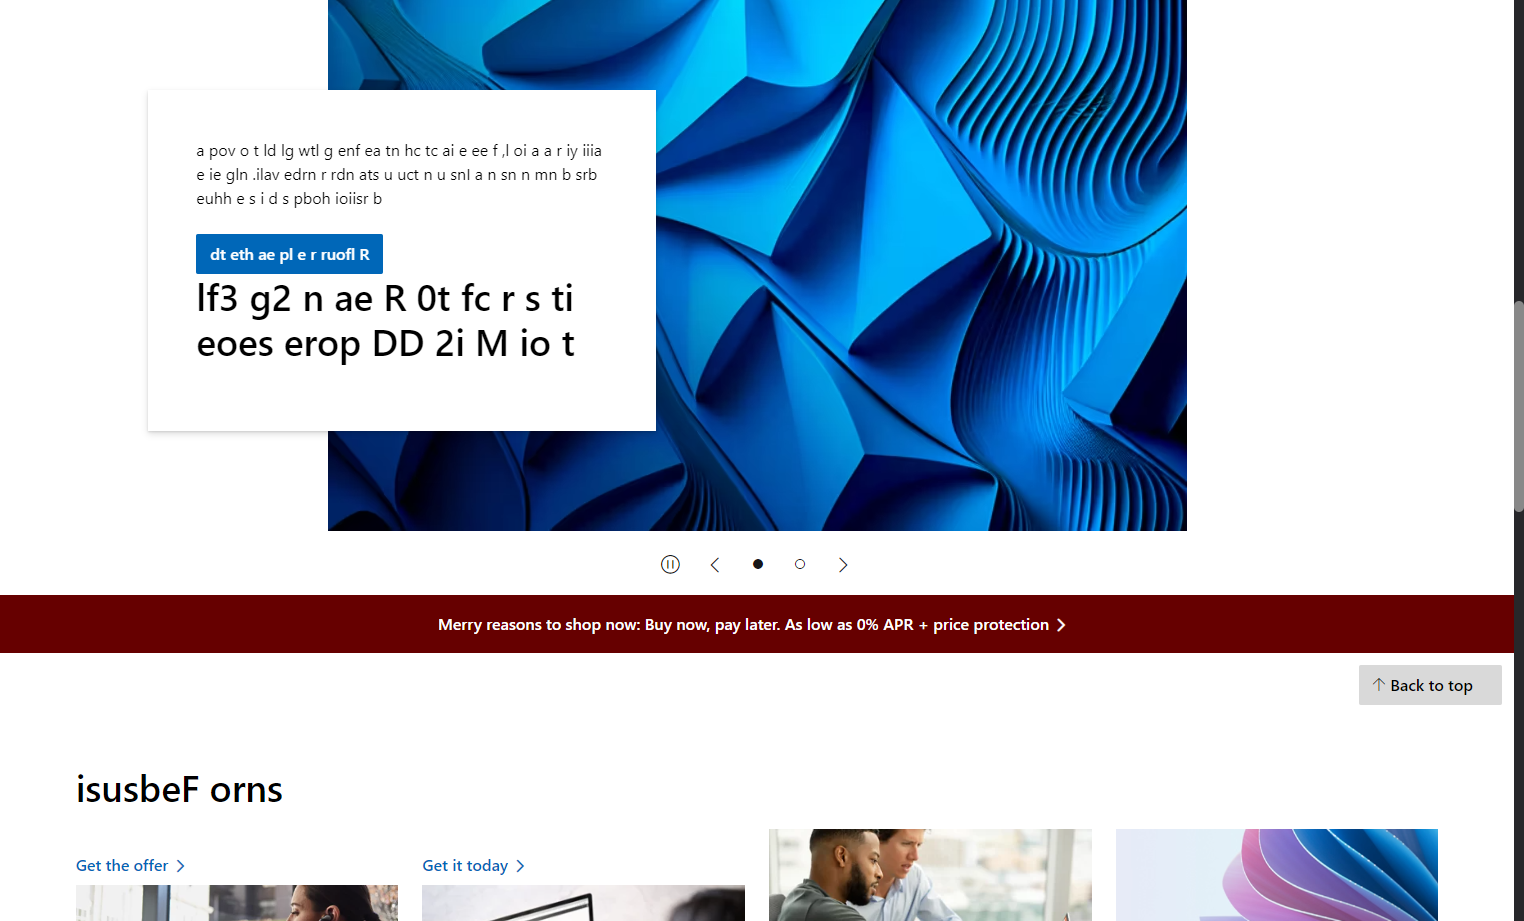 a pov o t ld lg wtl g enf ea tn hc tc ai e ee f ,l oi a a r iy iiia
e ie gln .ilav edrn r rdn ats u uct n u snl a n sn n mn b srb
euhh e s i d s pboh ioiisr b
dt eth ae pl e r ruofl R
lf3 g2 n ae R 0t fc r s ti
eoes erop DD 2i M io t
Merry reasons to shop now: Buy now, pay later. As low as 0% APR + price protection
Back to top
isusbeF orns
Get the offer
Get it today